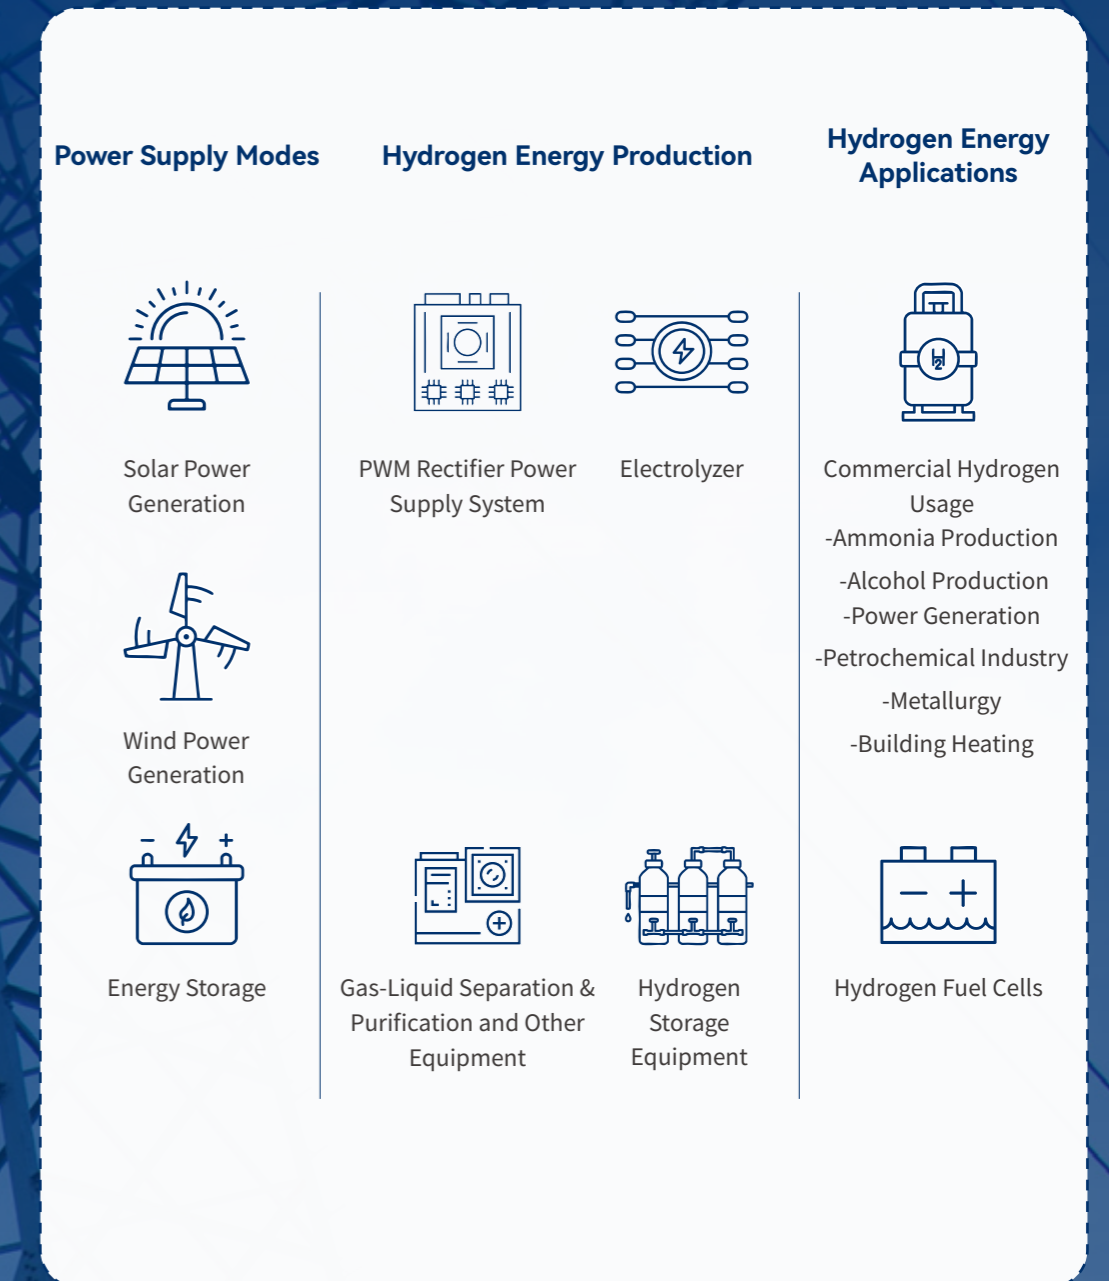 Power Supply Modes
Hydrogen Energy Production
Hydrogen Energy
Applications
Solar Power
Generation
Wind Power
Generation
Energy Storage
PWM Rectifier Power
Supply System
Electrolyzer
Gas-Liquid Separation &
Purification and Other
Equipment
Hydrogen
Storage
Equipment
H2
Commercial Hydrogen
Usage
-Ammonia Production
-Alcohol Production
-Power Generation
-Petrochemical Industry
-Metallurgy
-Building Heating
Hydrogen Fuel Cells